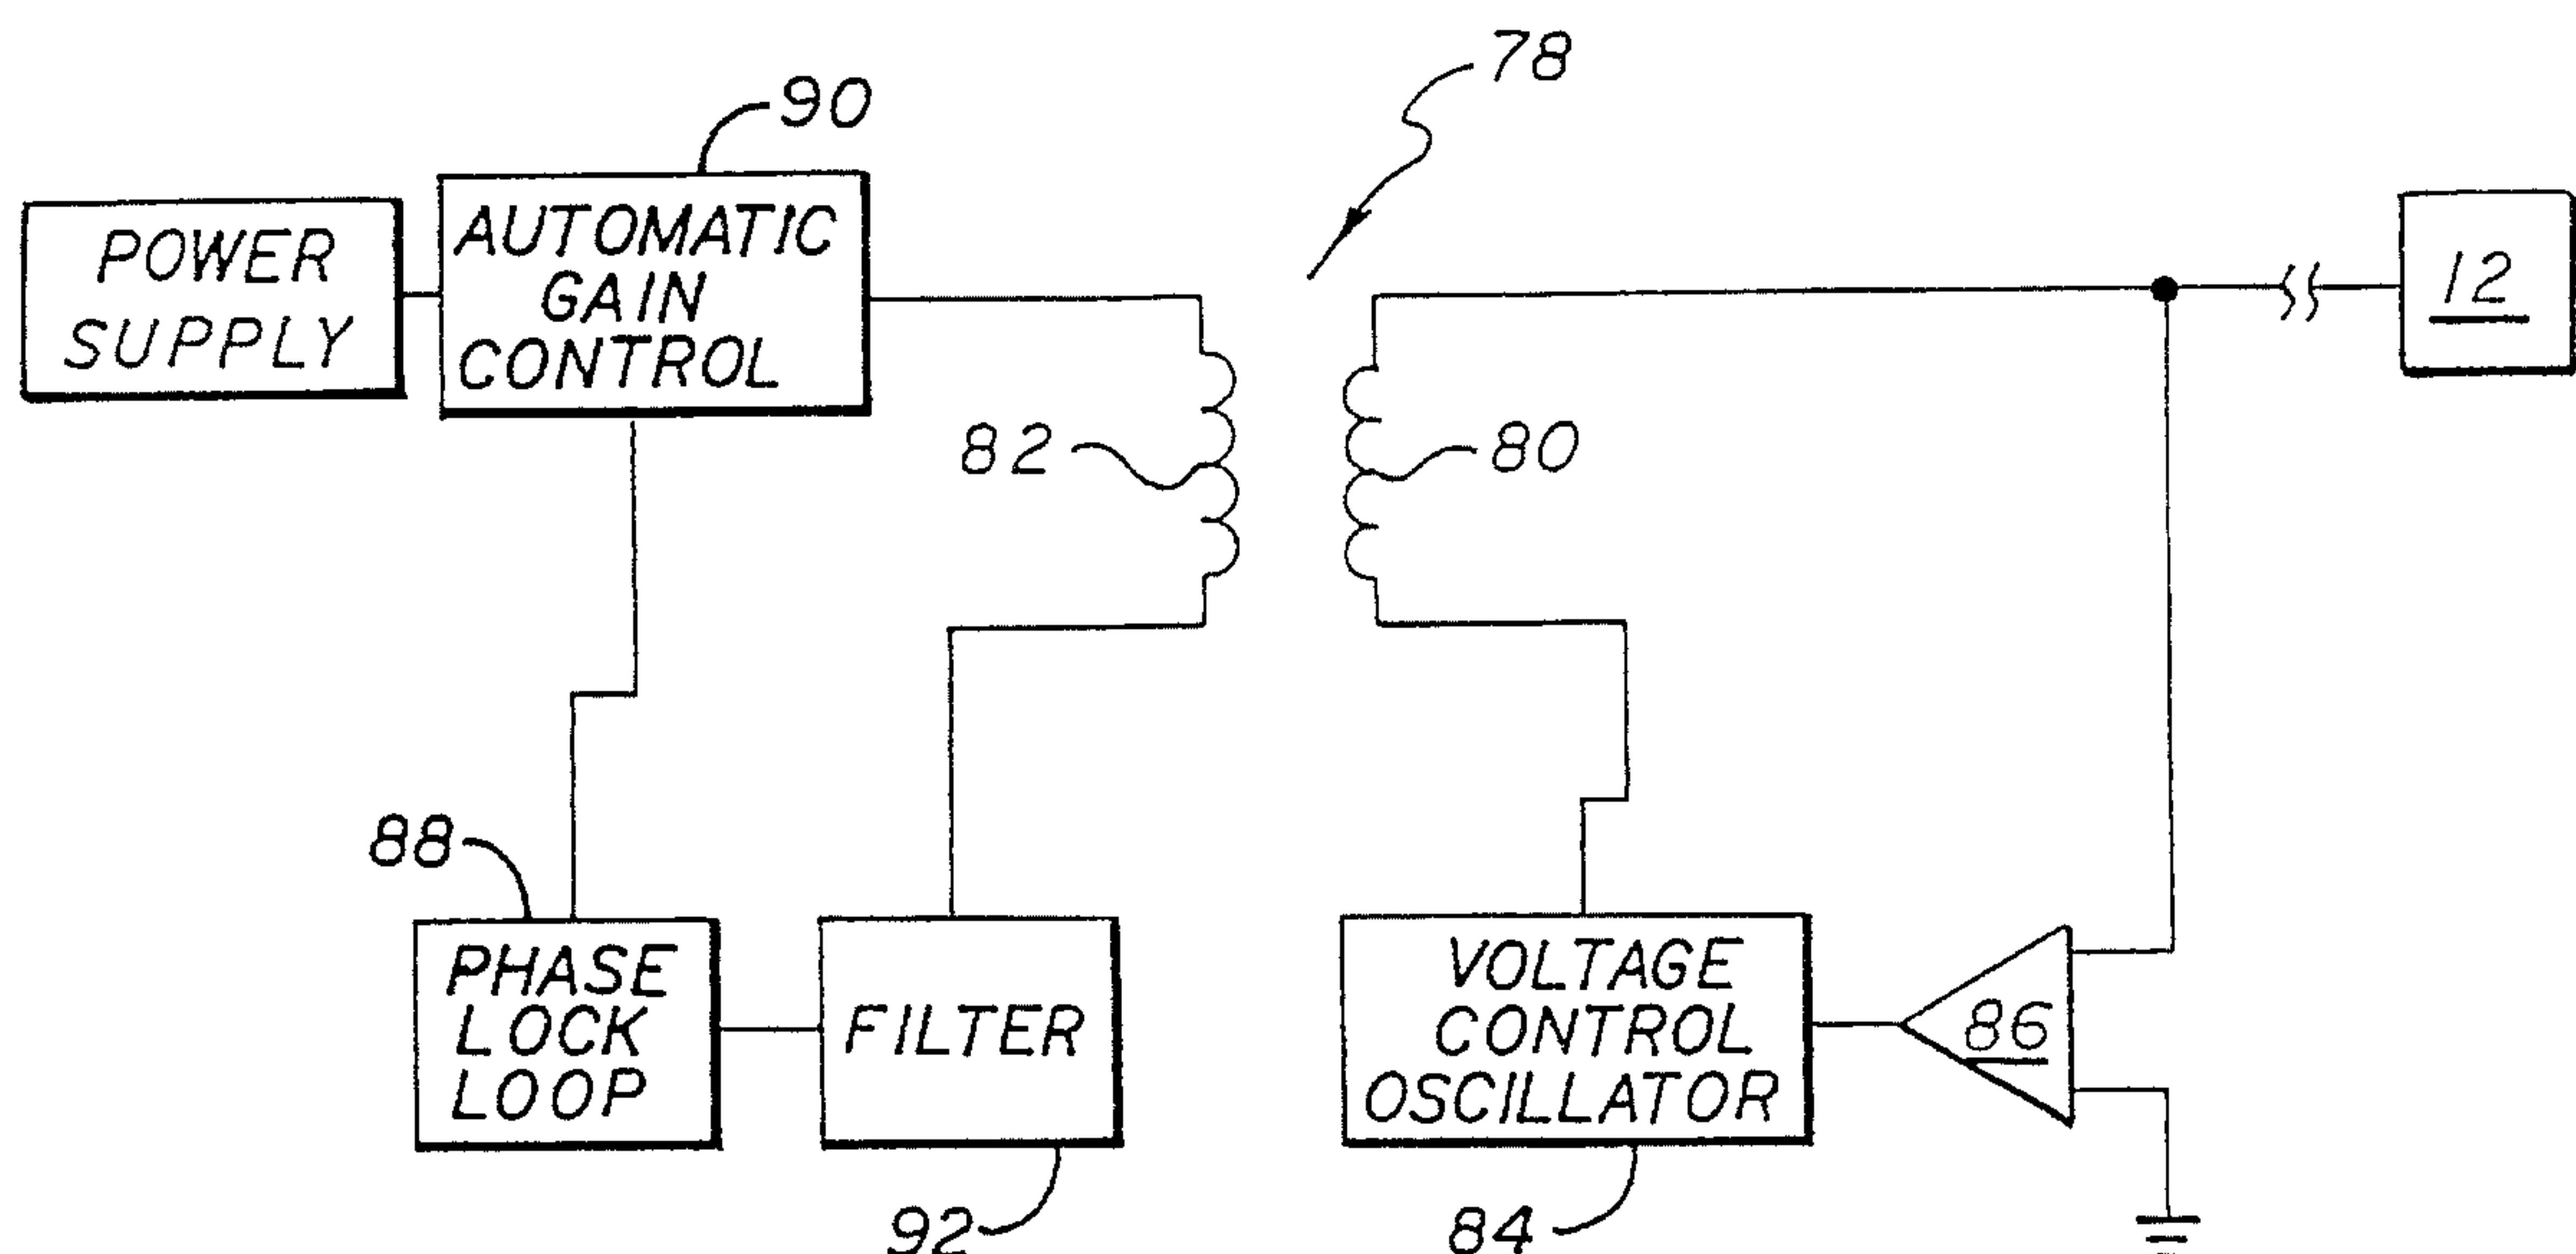 78
90
POWER
SUPPLY
AUTOMATIC
GAIN
CONTROL
12
82
80
88
PHASE
LOCK
LOOP
FILTER
VOLTAGE
CONTROL
OSCILLATOR
86
92
84